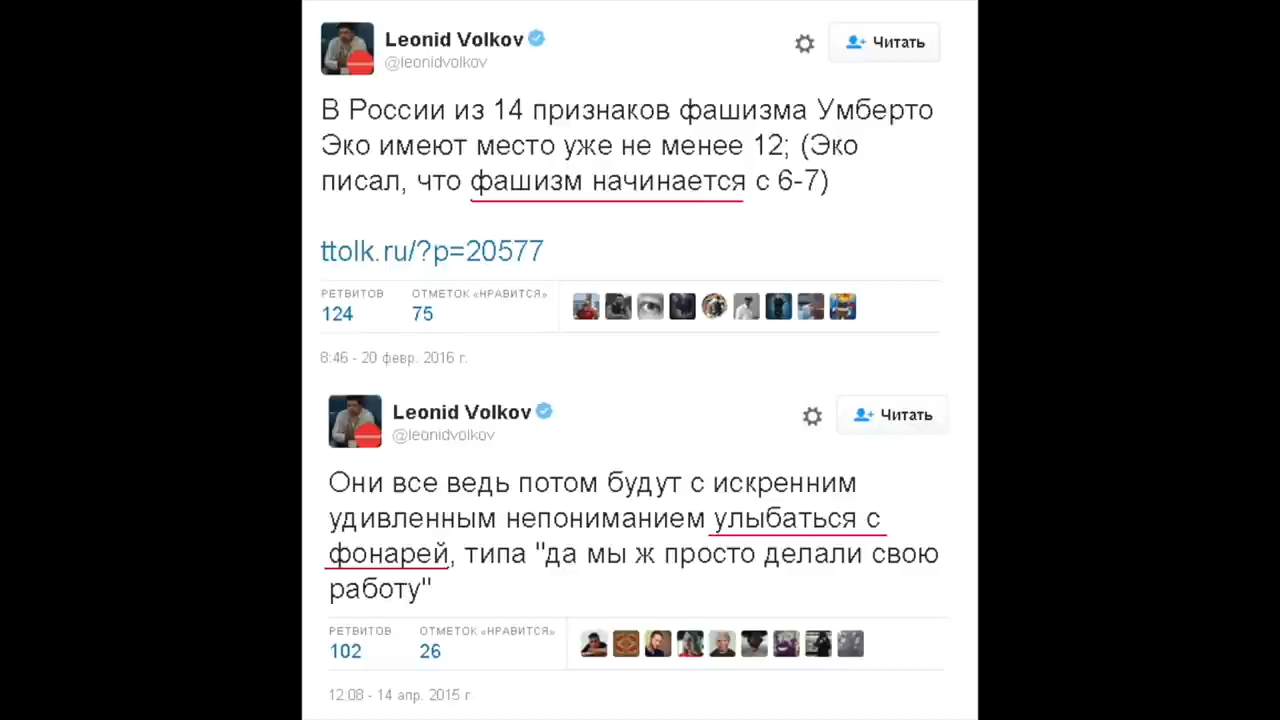 Leonid Volkov
@leonidvolkov
Читать
В России из 14 признаков фашизма Умберто
Эко имеют место уже не менее 12; (Эко
писал, что фашизм начинается с 6-7)
ttolk.ru/?p=20577
РЕТВИТОВ ОТМЕТОК «НРАВИТСЯ»
124 75
8:46 - 20 февр. 2016 г.
Leonid Volkov
@leonidvolkov
Читать
Они все ведь потом будут с искренним
удивленным непониманием улыбаться с
фонарей, типа "да мы ж просто делали свою
работу"
РЕТВИТОВ ОТМЕТОК «НРАВИТСЯ»
102 26
12:08 - 14 апр. 2015 г